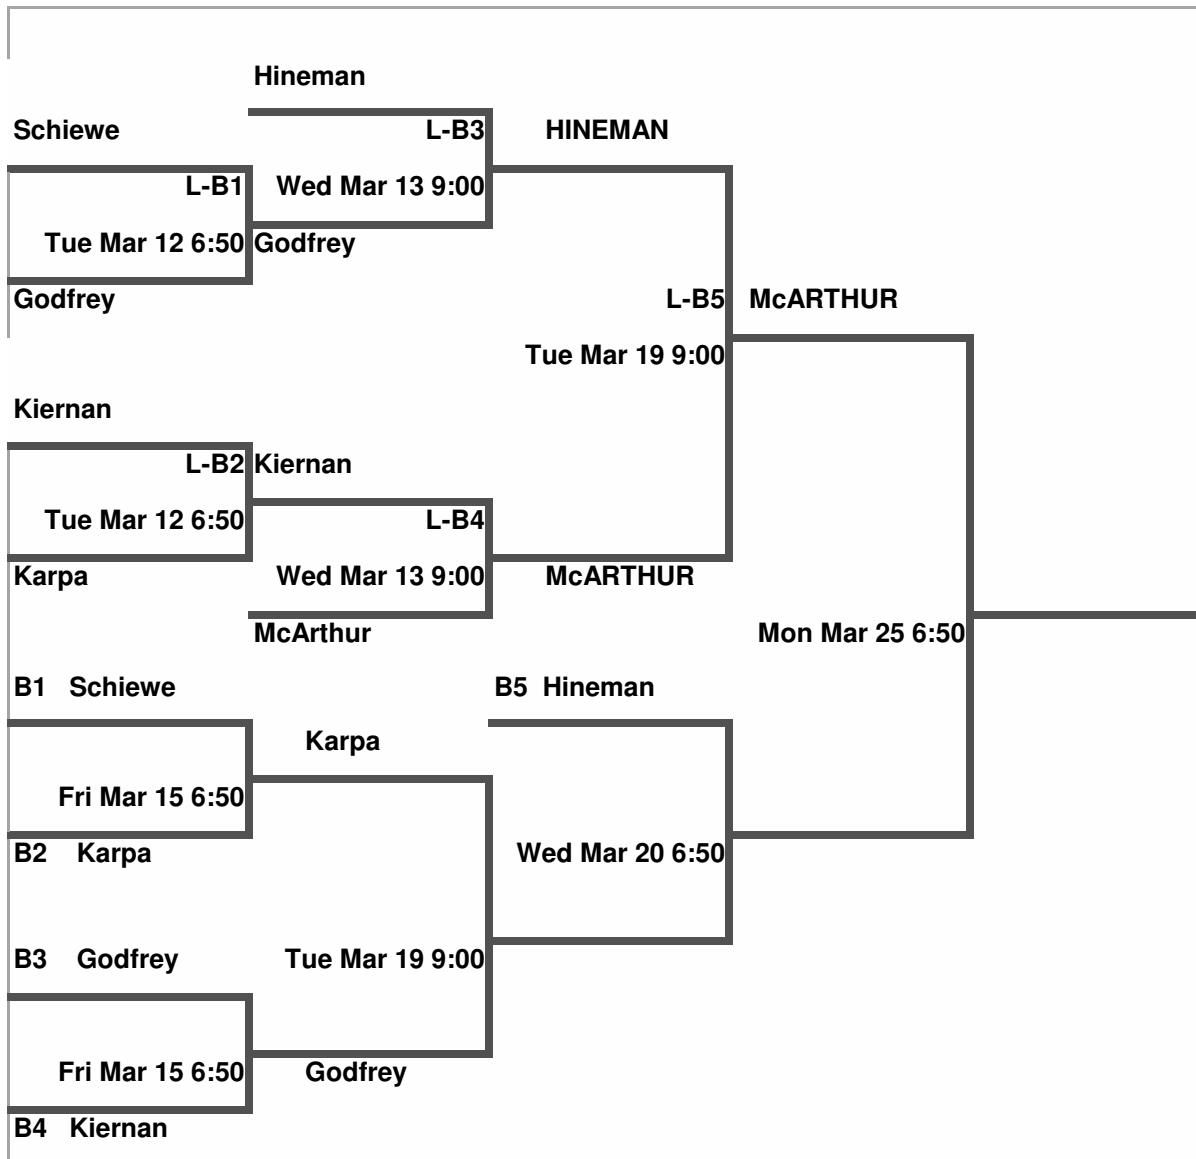 Hineman
Schiewe
L-B3
HINEMAN
L-B1
Wed Mar 13 9:00
Tue Mar 12 6:50
Godfrey
Godfrey
L-B5
McARTHUR
Tue Mar 19 9:00
Kiernan
L-B2
Kiernan
Tue Mar 12 6:50
L-B4
Karpa
Wed Mar 13 9:00
McARTHUR
McArthur
Mon Mar 25 6:50
B1 Schiewe
B5 Hineman
Karpa
Fri Mar 15 6:50
B2 Karpa
Wed Mar 20 6:50
B3 Godfrey
Tue Mar 19 9:00
Fri Mar 15 6:50
Godfrey
B4 Kiernan